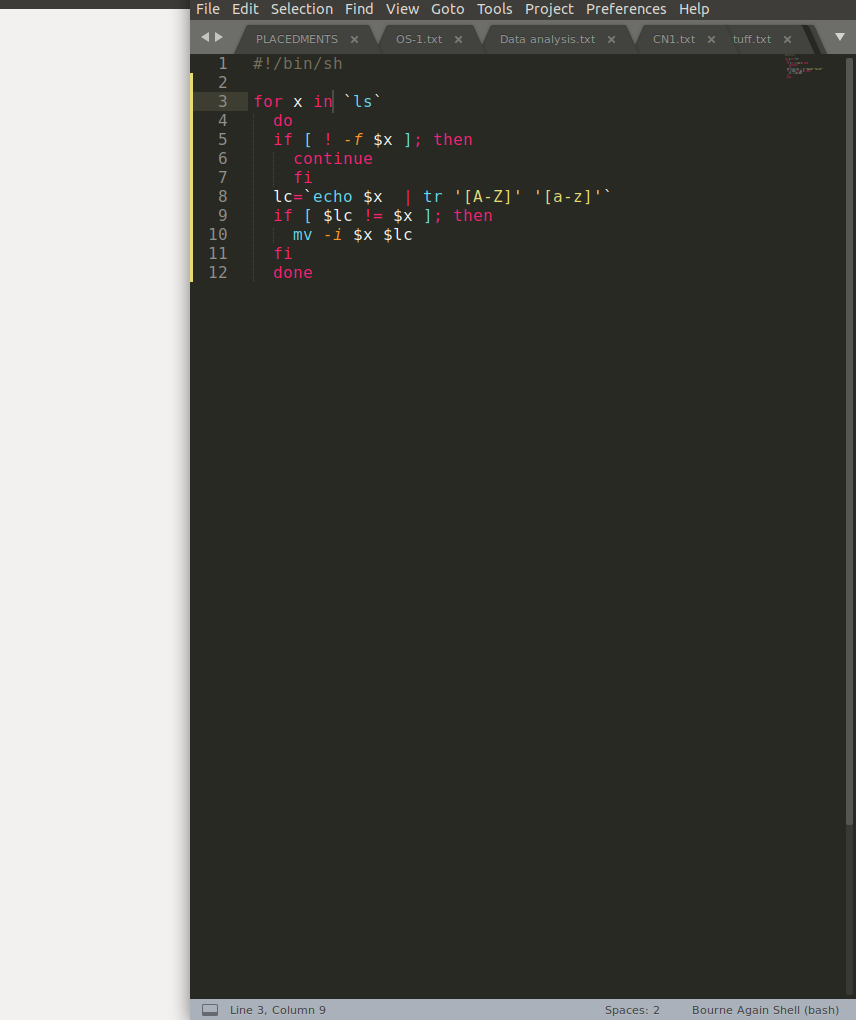 File Edit Selection Find View Goto Tools Project Preferences Help
PLACEDMENTS × OS-1.txt × Data analysis.txt × CN1.txt × tuff.txt ×
1 #!/bin/sh
2
3 for x in `ls`
4   do
5   if [ ! -f $x ]; then
6     continue
7     fi
8   lc=`echo $x  | tr '[A-Z]' '[a-z]'`
9   if [ $lc != $x ]; then
10     mv -i $x $lc
11   fi
12   done
Line 3, Column 9 Spaces: 2 Bourne Again Shell (bash)